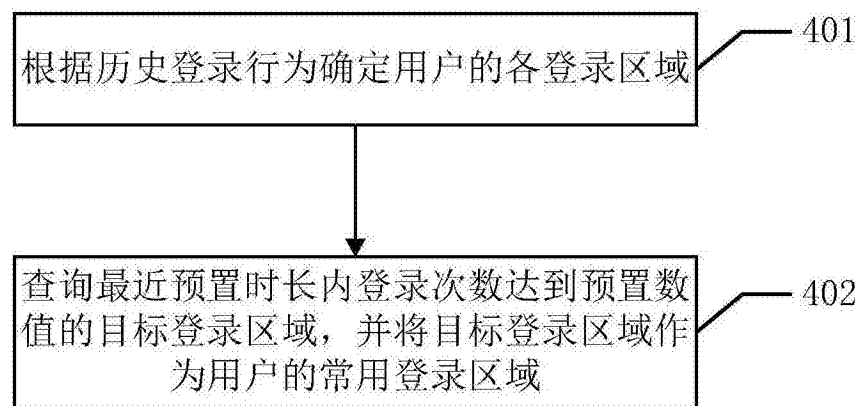 根据历史登录行为确定用户的各登录区域
401
查询最近预置时长内登录次数达到预置数
值的目标登录区域，并将目标登录区域作
为用户的常用登录区域
402